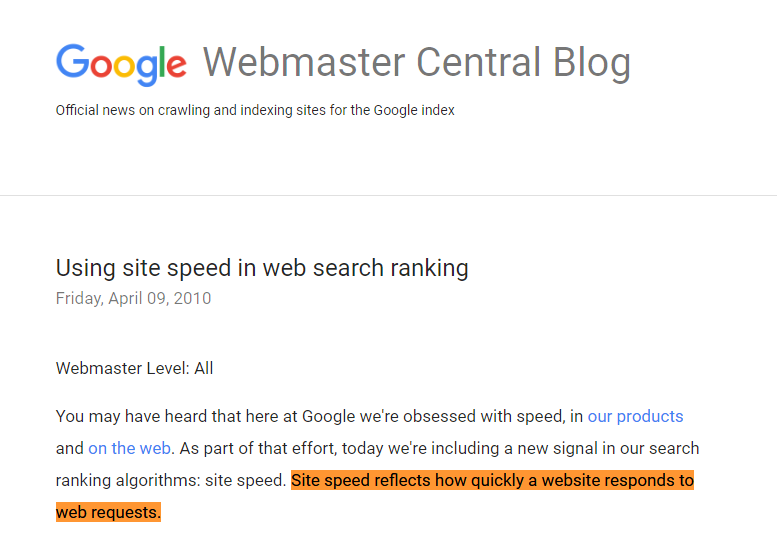 Google Webmaster Central Blog
Official news on crawling and indexing sites for the Google index
Using site speed in web search ranking
Friday, April 09, 2010
Webmaster Level: All
You may have heard that here at Google we're obsessed with speed, in our products
and on the web. As part of that effort, today we're including a new signal in our search
ranking algorithms: site speed. Site speed reflects how quickly a website responds to
web requests.